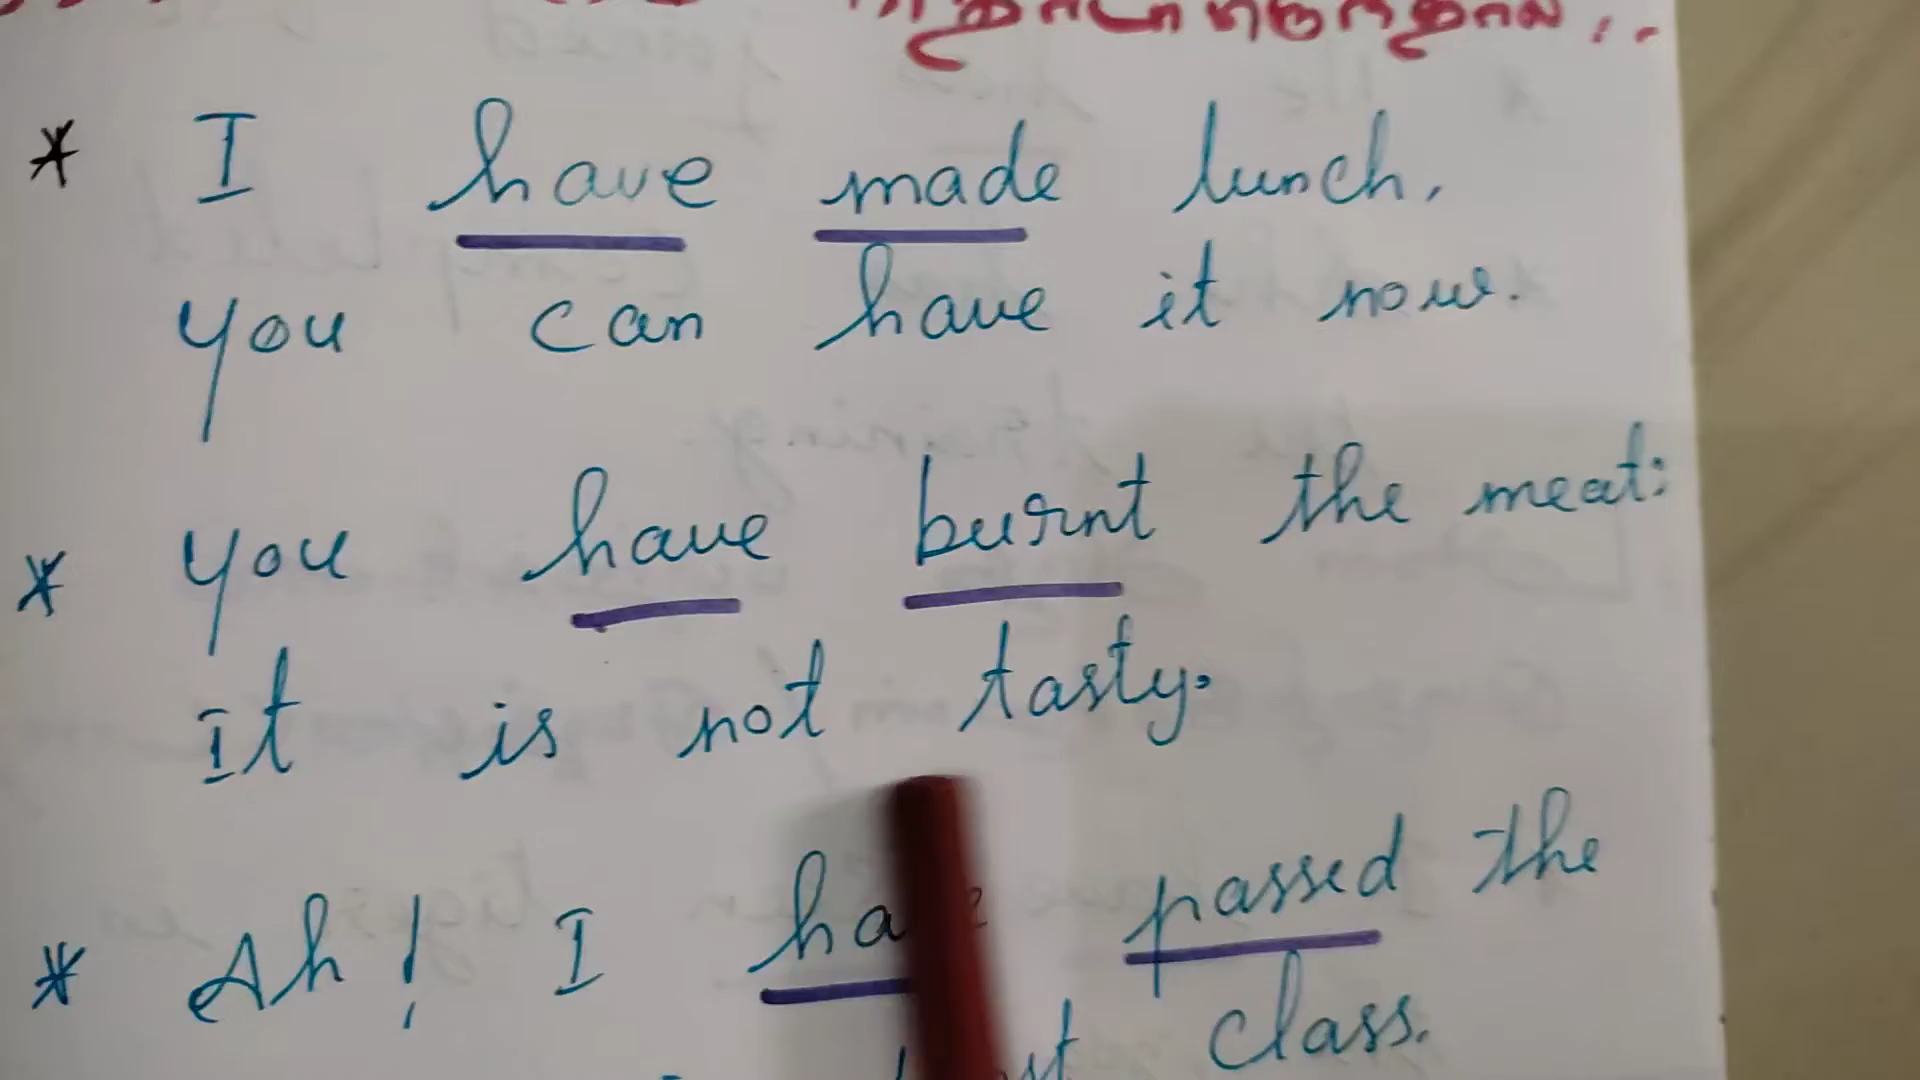 * I have made lunch,
you can have it now.
* you have burnt the meat:
It is not tasty.
* Ah! I have passed the
class.